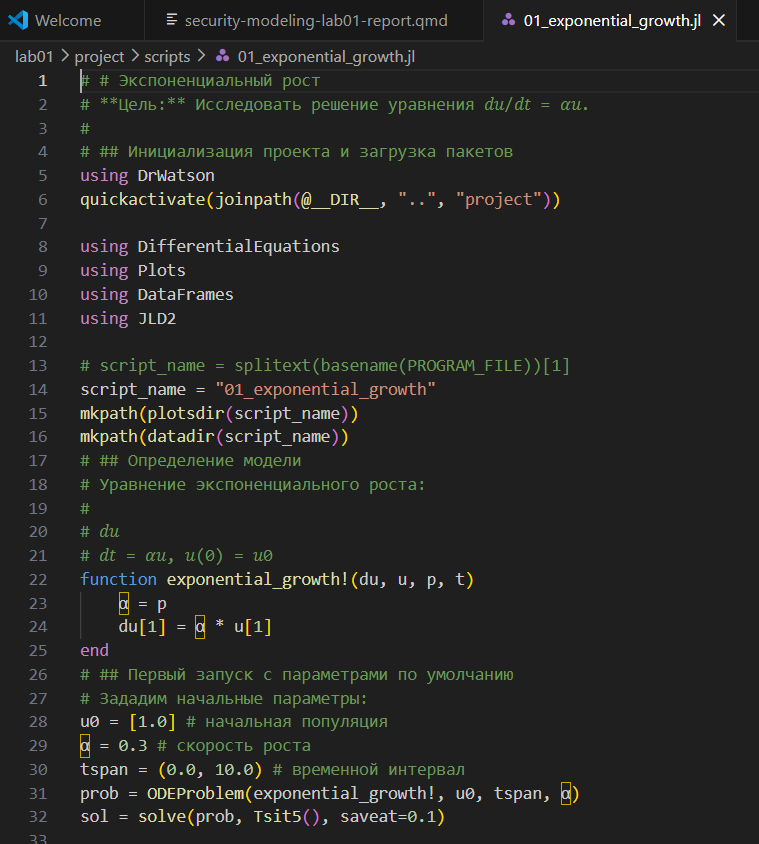 Welcome
security-modeling-lab01-report.qmd
01_exponential_growth.jl
lab01 > project > scripts > 01_exponential_growth.jl
1 # # Экспоненциальный рост
2 # **Цель:** Исследовать решение уравнения 𝑑𝑢/𝑑𝑡 = 𝛼𝑢.
3 #
4 # ## Инициализация проекта и загрузка пакетов
5 using DrWatson
6 quickactivate(joinpath(@__DIR__, "..", "project"))
7
8 using DifferentialEquations
9 using Plots
10 using DataFrames
11 using JLD2
12
13 # script_name = splitext(basename(PROGRAM_FILE))[1]
14 script_name = "01_exponential_growth"
15 mkpath(plotsdir(script_name))
16 mkpath(datadir(script_name))
17 # ## Определение модели
18 # Уравнение экспоненциального роста:
19 #
20 # 𝑑𝑢
21 # 𝑑𝑡 = 𝛼𝑢, 𝑢(0) = 𝑢0
22 function exponential_growth!(du, u, p, t)
23     α = p
24     du[1] = α * u[1]
25 end
26 # ## Первый запуск с параметрами по умолчанию
27 # Зададим начальные параметры:
28 u0 = [1.0] # начальная популяция
29 α = 0.3 # скорость роста
30 tspan = (0.0, 10.0) # временной интервал
31 prob = ODEProblem(exponential_growth!, u0, tspan, α)
32 sol = solve(prob, Tsit5(), saveat=0.1)
33